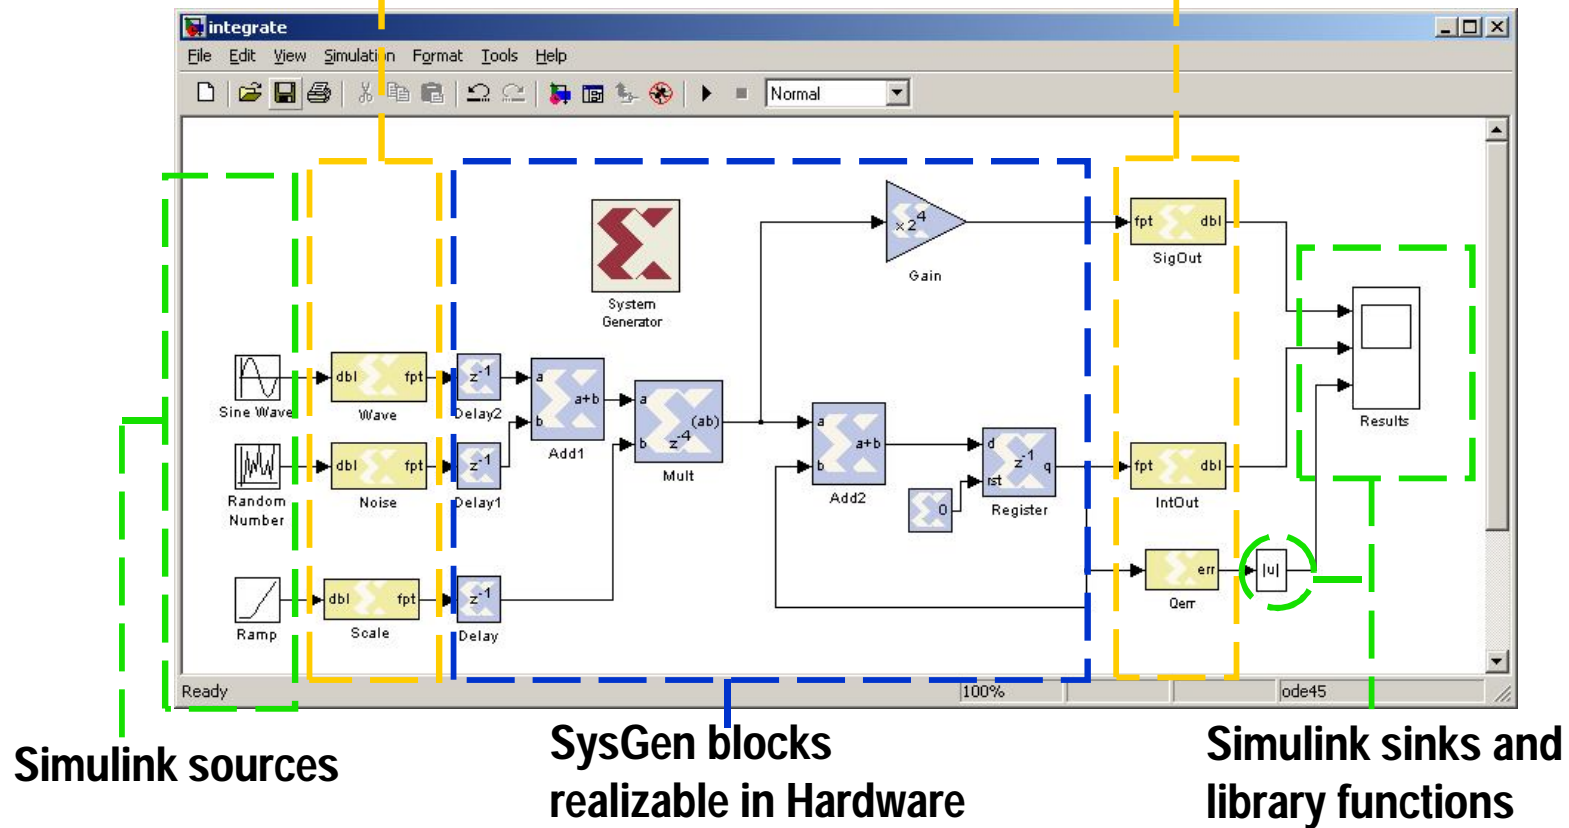 integrate
File Edit View Simulation Format Tools Help
Normal
x2^4
Gain
fpt dbl
SigOut
System
Generator
Results
Sine Wave
dbl fpt
Wave
z^-1
Delay2
a
b
a+b
Add1
a
b
(ab)
z^-4
Mult
a
b
a+b
Add2
d
rst
z^-1
q
Register
0
fpt dbl
IntOut
Random
Number
dbl fpt
Noise
z^-1
Delay1
err
Qerr
|u|
Ramp
dbl fpt
Scale
z^-1
Delay
Ready 100% ode45
Simulink sources
SysGen blocks
realizable in Hardware
Simulink sinks and
library functions